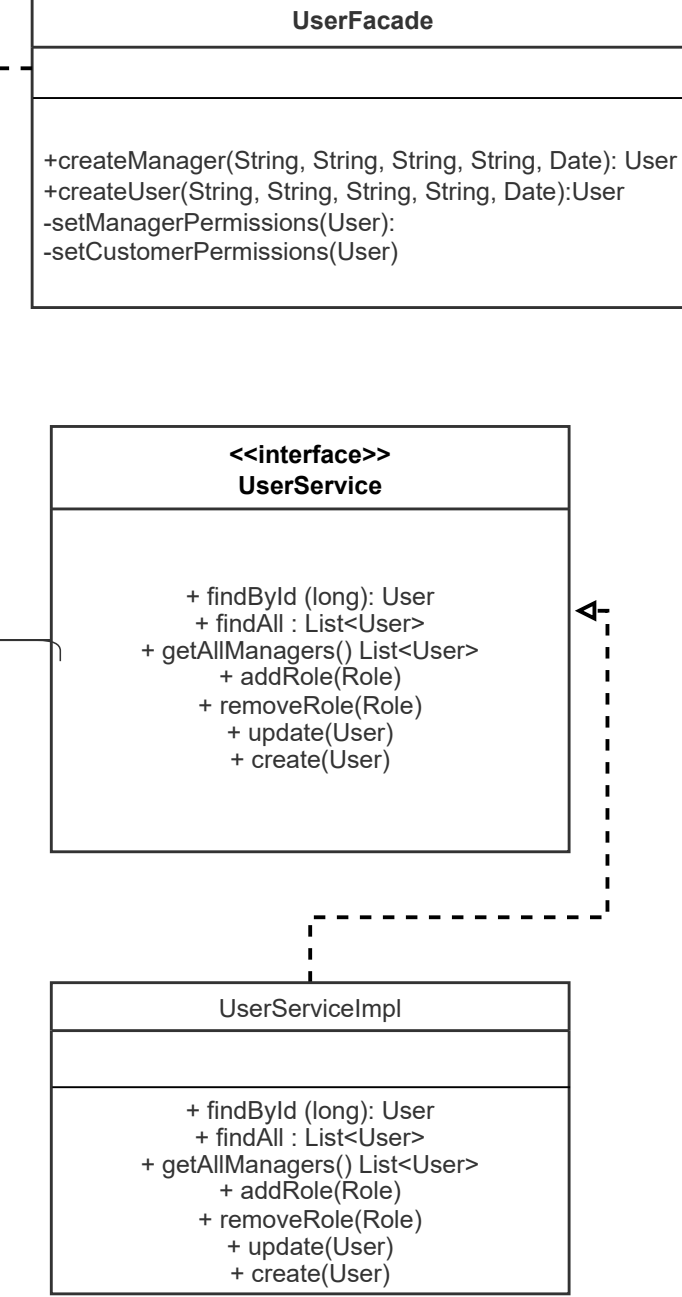 UserFacade
+createManager(String, String, String, String, Date): User
+createUser(String, String, String, String, Date):User
-setManagerPermissions(User):
-setCustomerPermissions(User)
<<interface>>
UserService
+ findById (long): User
+ findAll : List<User>
+ getAllManagers() List<User>
+ addRole(Role)
+ removeRole(Role)
+ update(User)
+ create(User)
UserServiceImpl
+ findById (long): User
+ findAll : List<User>
+ getAllManagers() List<User>
+ addRole(Role)
+ removeRole(Role)
+ update(User)
+ create(User)